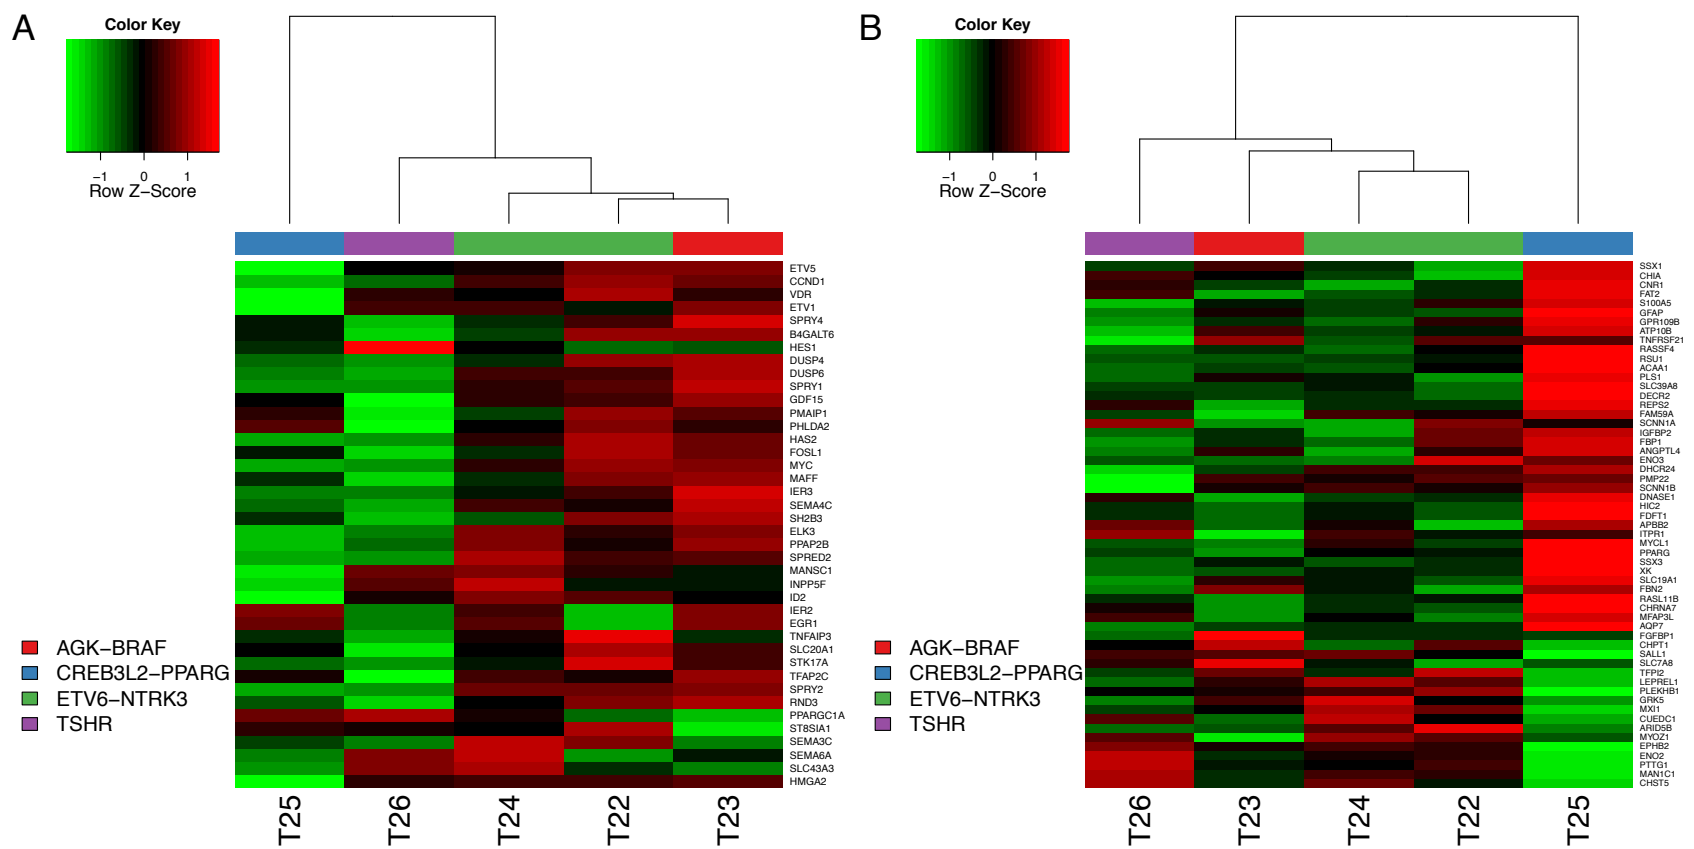 A
Color Key
−1 0 1
Row Z−Score
ETV5
CCND1
VDR
ETV1
SPRY4
B4GALT6
HES1
DUSP4
DUSP6
SPRY1
GDF15
PMAIP1
PHLDA2
HAS2
FOSL1
MYC
MAFF
IER3
SEMA4C
SH2B3
ELK3
PPAP2B
SPRED2
MANSC1
INPP5F
ID2
IER2
EGR1
TNFAIP3
SLC20A1
STK17A
TFAP2C
SPRY2
RND3
PPARGC1A
ST8SIA1
SEMA3C
SEMA6A
SLC43A3
HMGA2
AGK−BRAF
CREB3L2−PPARG
ETV6−NTRK3
TSHR
T25 T26 T24 T22 T23
B
Color Key
−1 0 1
Row Z−Score
SSX1
CHIA
CNR1
FAT2
S100A5
GFAP
GPR109B
ATP10B
TNFRSF21
RASSF4
RSU1
ACAA1
PLS1
SLC39A8
DECR2
REPS2
FAM59A
SCNN1A
IGFBP2
FBP1
ANGPTL4
ENO3
DHCR24
PMP22
SCNN1B
DNASE1
HIC2
FDFT1
APBB2
ITPR1
MYCL1
PPARG
SSX3
XK
SLC19A1
FBN2
RASL11B
CHRNA7
MFAP3L
AQP7
FGFBP1
CHPT1
SALL1
SLC7A8
TFPI2
LEPREL1
PLEKHB1
GRK5
MXI1
CUEDC1
ARID5B
MYOZ1
EPHB2
ENO2
PTTG1
MAN1C1
CHST5
AGK−BRAF
CREB3L2−PPARG
ETV6−NTRK3
TSHR
T26 T23 T24 T22 T25